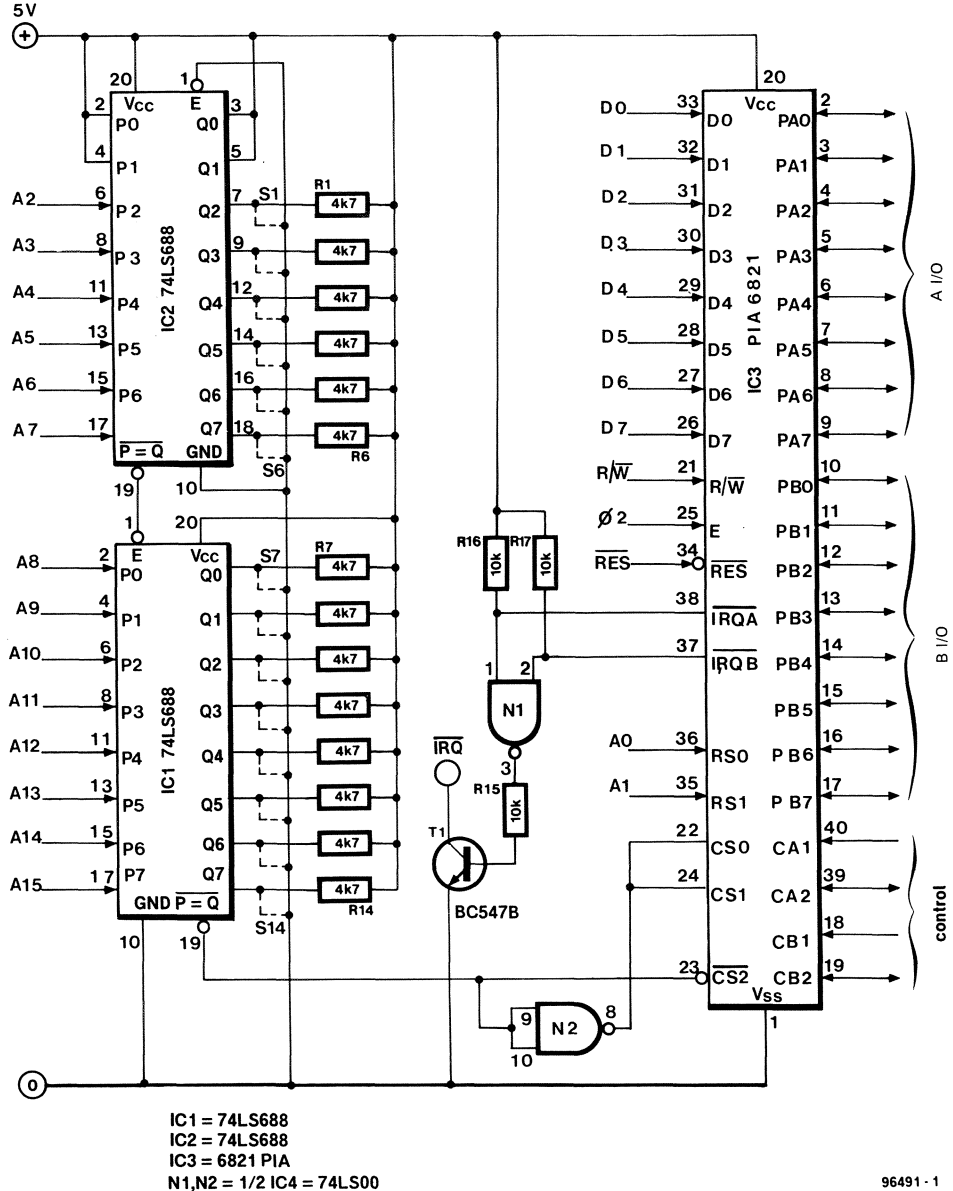 5V
+
20
1
Vcc
E
2
P0
Q0
3
4
P1
Q1
5
A2
6
P2
Q2
7
S1
R1
4k7
A3
8
P3
Q3
9
4k7
A4
11
P4
Q4
12
4k7
A5
13
P5
Q5
14
4k7
A6
15
P6
Q6
16
4k7
A7
17
Q7
18
4k7
R6
S6
P = Q
GND
19
10
IC2 74LS688
1
20
E
Vcc
A8
2
P0
Q0
S7
R7
4k7
A9
4
P1
Q1
4k7
A10
6
P2
Q2
4k7
A11
8
P3
Q3
4k7
A12
11
P4
Q4
4k7
A13
13
P5
Q5
4k7
A14
15
P6
Q6
4k7
A15
17
P7
Q7
4k7
R14
S14
GND P = Q
10
19
IC1 74LS688
R16
10k
R17
10k
1
2
N1
3
R15
10k
IRQ
T1
BC547B
9
10
N2
8
20
Vcc
D0
33
D0
PA0
2
D1
32
D1
PA1
3
D2
31
D2
PA2
4
D3
30
D3
PA3
5
D4
29
D4
PA4
6
D5
28
D5
PA5
7
D6
27
D6
PA6
8
D7
26
D7
PA7
9
R/W
21
R/W
PB0
10
Ø2
25
E
PB1
11
RES
34
RES
PB2
12
38
IRQA
PB3
13
37
IRQB
PB4
14
PB5
15
A0
36
RS0
PB6
16
A1
35
RS1
PB7
17
22
CS0
CA1
40
24
CS1
CA2
39
CB1
18
23
CS2
CB2
19
Vss
1
IC3 PIA6821
A I/O
B I/O
control
0
IC1 = 74LS688
IC2 = 74LS688
IC3 = 6821 PIA
N1,N2 = 1/2 IC4 = 74LS00
96491 - 1